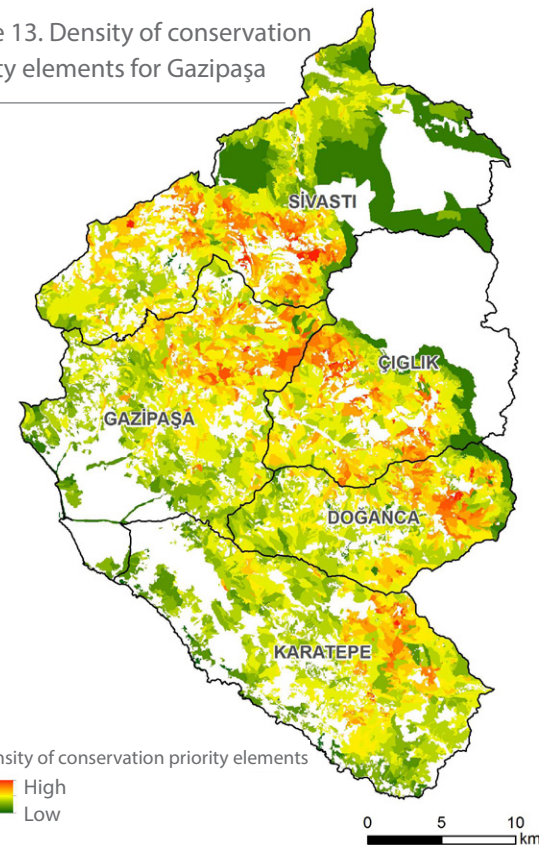 e 13. Density of conservation
ty elements for Gazipaşa
SİVASTI
ÇIGLIK
GAZİPAŞA
DOĞANCA
KARATEPE
nsity of conservation priority elements
High
Low
0 5 10
km